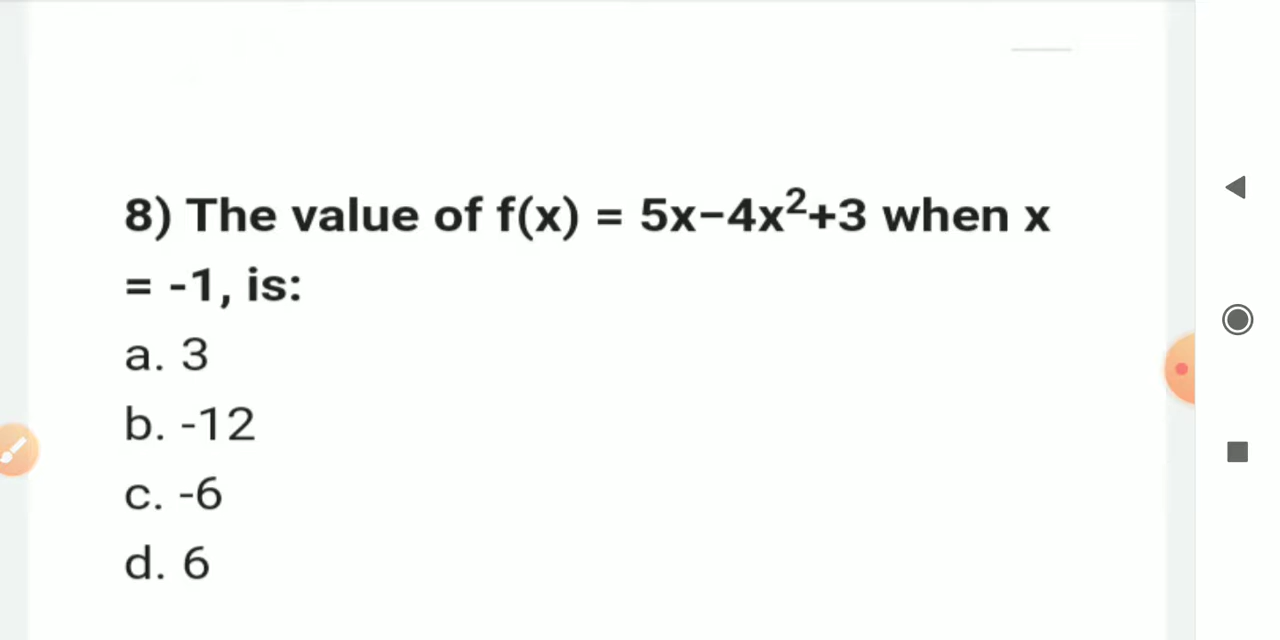 8) The value of f(x) = 5x−4x²+3 when x
= -1, is:
a. 3
b. -12
c. -6
d. 6